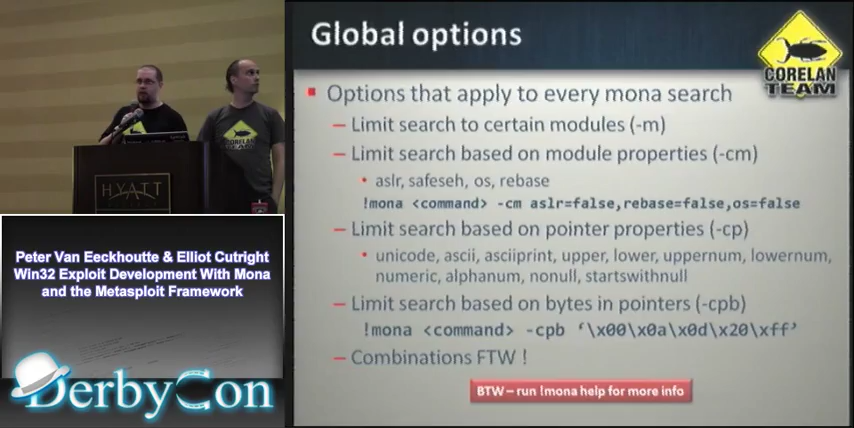 Global options
CORELAN
TEAM
Options that apply to every mona search
– Limit search to certain modules (-m)
– Limit search based on module properties (-cm)
• aslr, safeseh, os, rebase
!mona <command> -cm aslr=false,rebase=false,os=false
– Limit search based on pointer properties (-cp)
• unicode, ascii, asciiprint, upper, lower, uppernum, lowernum,
numeric, alphanum, nonull, startswithnull
– Limit search based on bytes in pointers (-cpb)
!mona <command> -cpb ‘\x00\x0a\x0d\x20\xff’
– Combinations FTW !
BTW – run !mona help for more info
HYATT
Peter Van Eeckhoutte & Elliot Cutright
Win32 Exploit Development With Mona
and the Metasploit Framework
DerbyCon